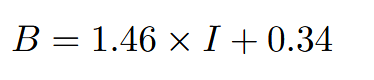 B = 1.46 × I + 0.34